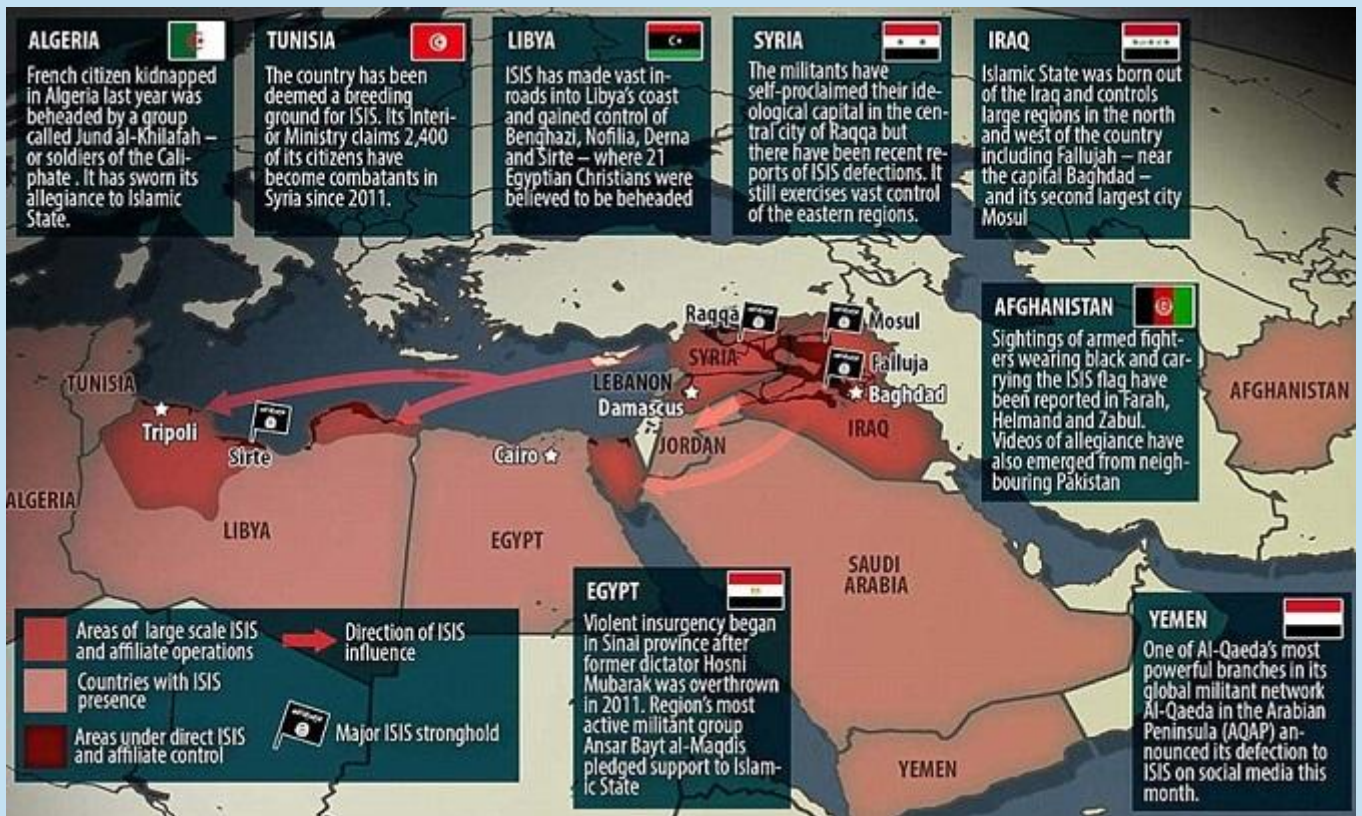 ALGERIA
French citizen kidnapped
in Algeria last year was
beheaded by a group
called Jund al-Khilafah –
or soldiers of the Cali-
phate . It has sworn its
allegiance to Islamic
State.
TUNISIA
The country has been
deemed a breeding
ground for ISIS. Its Interi-
or Ministry claims 2,400
of its citizens have
become combatants in
Syria since 2011.
LIBYA
ISIS has made vast in-
roads into Libya's coast
and gained control of
Benghazi, Nofilia, Derna
and Sirte – where 21
Egyptian Christians were
believed to be beheaded
SYRIA
The militants have
self-proclaimed their ide-
ological capital in the cen-
tral city of Raqqa but
there have been recent re-
ports of ISIS defections. It
still exercises vast control
of the eastern regions.
IRAQ
Islamic State was born out
of the Iraq and controls
large regions in the north
and west of the country
including Fallujah – near
the capital Baghdad –
and its second largest city
Mosul
AFGHANISTAN
Sightings of armed fight-
ers wearing black and car-
rying the ISIS flag have
been reported in Farah,
Helmand and Zabul.
Videos of allegiance have
also emerged from neigh-
bouring Pakistan
Raqqa
Mosul
SYRIA
Falluja
TUNISIA
LEBANON
Damascus
Baghdad
AFGHANISTAN
Tripoli
Sirte
Cairo
JORDAN
IRAQ
ALGERIA
LIBYA
EGYPT
SAUDI
ARABIA
YEMEN
EGYPT
Violent insurgency began
in Sinai province after
former dictator Hosni
Mubarak was overthrown
in 2011. Region's most
active militant group
Ansar Bayt al-Maqdis
pledged support to Islam-
ic State
YEMEN
One of Al-Qaeda's most
powerful branches in its
global militant network
Al-Qaeda in the Arabian
Peninsula (AQAP) an-
nounced its defection to
ISIS on social media this
month.
Areas of large scale ISIS
and affiliate operations
Direction of ISIS
influence
Countries with ISIS
presence
Areas under direct ISIS
and affiliate control
Major ISIS stronghold